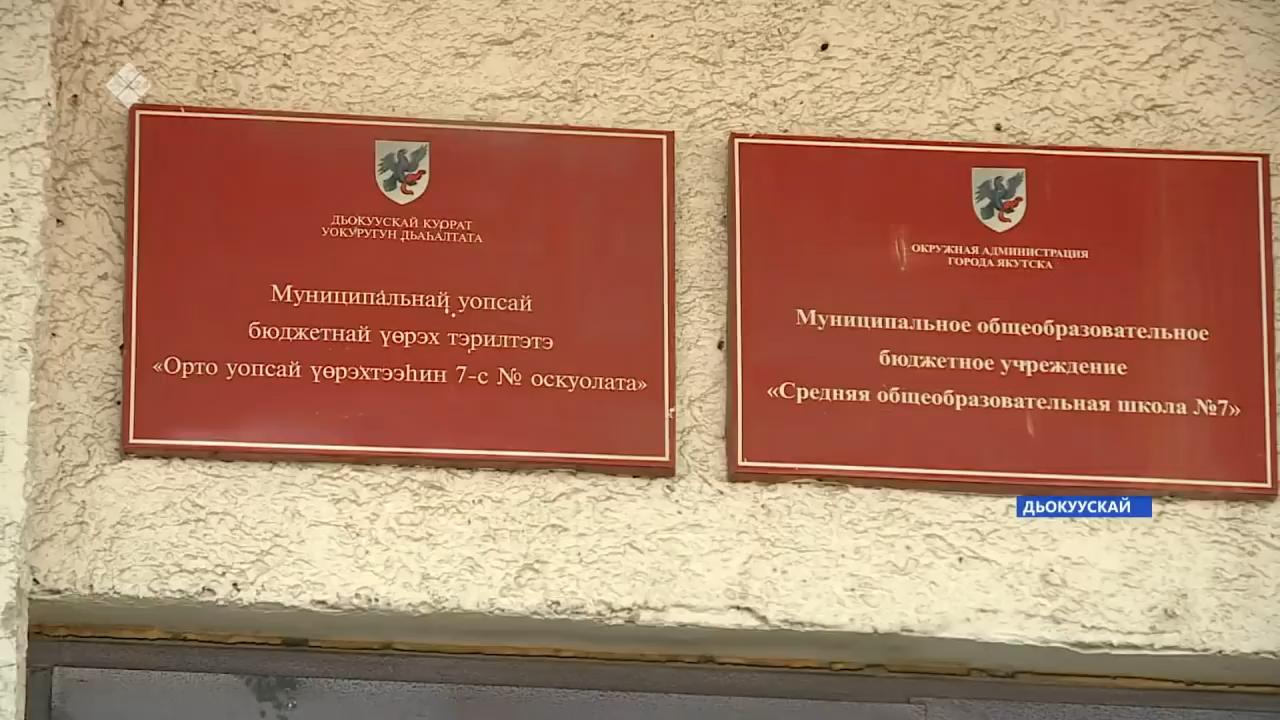 ДЬОКУУСКАЙ КУОРАТ
УОКУРУГУН ДЬАҺАЛТАТА
Муниципальнай уопсай
бюджетнай үөрэх тэрилтэтэ
«Орто уопсай үөрэхтээһин 7-с № оскуолата»
ОКРУЖНАЯ АДМИНИСТРАЦИЯ
ГОРОДА ЯКУТСКА
Муниципальное общеобразовательное
бюджетное учреждение
«Средняя общеобразовательная школа №7»
ДЬОКУУСКАЙ